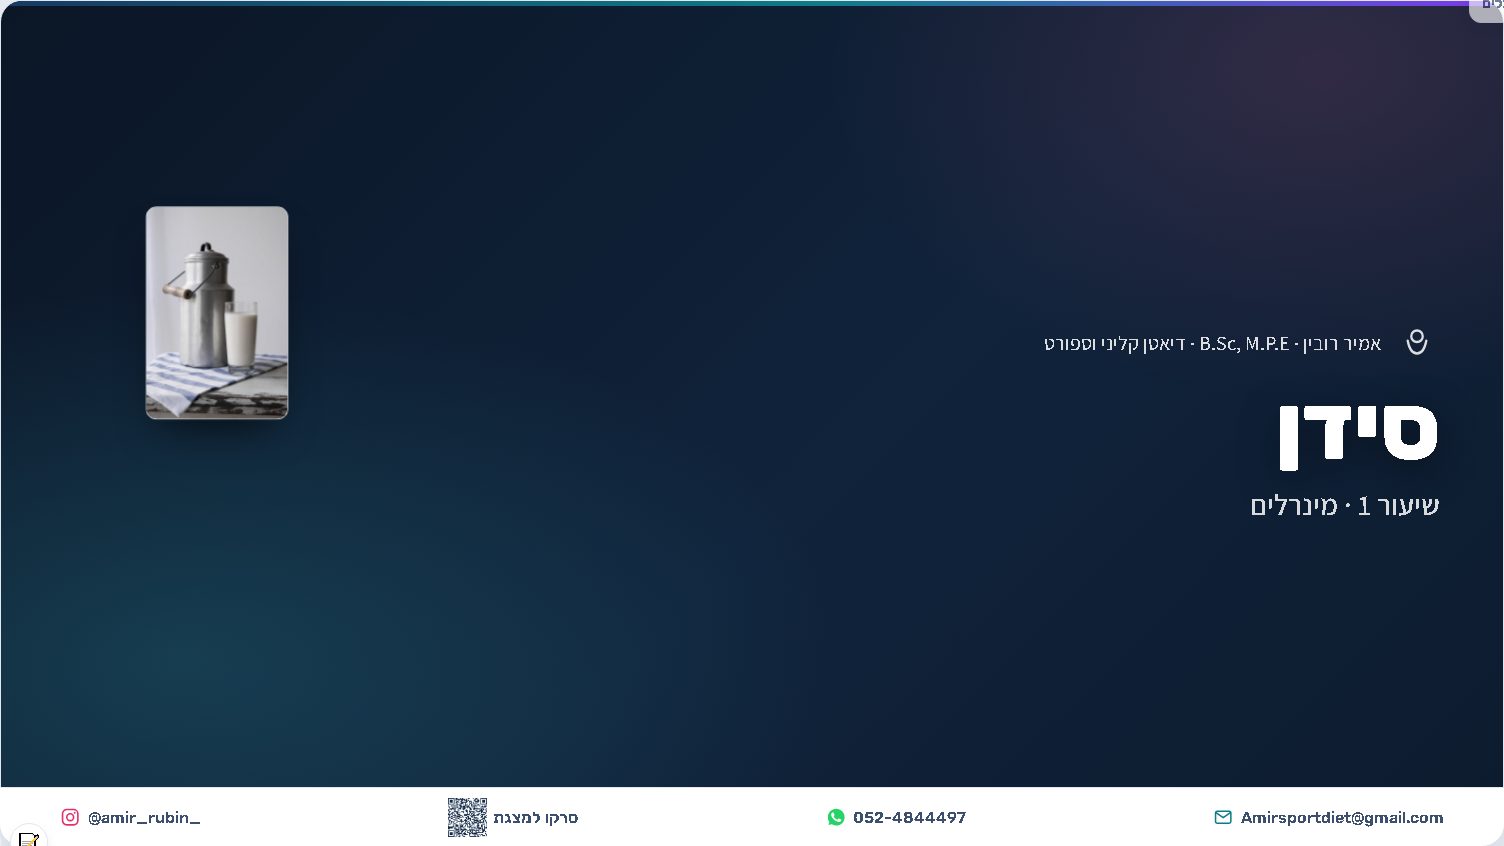 אמיר רובין · B.Sc, M.P.E · דיאטן קליני וספורט
סידן
שיעור 1 · מינרלים
Amirsportdiet@gmail.com
052-4844497
סרקו למצגת
@amir_rubin_